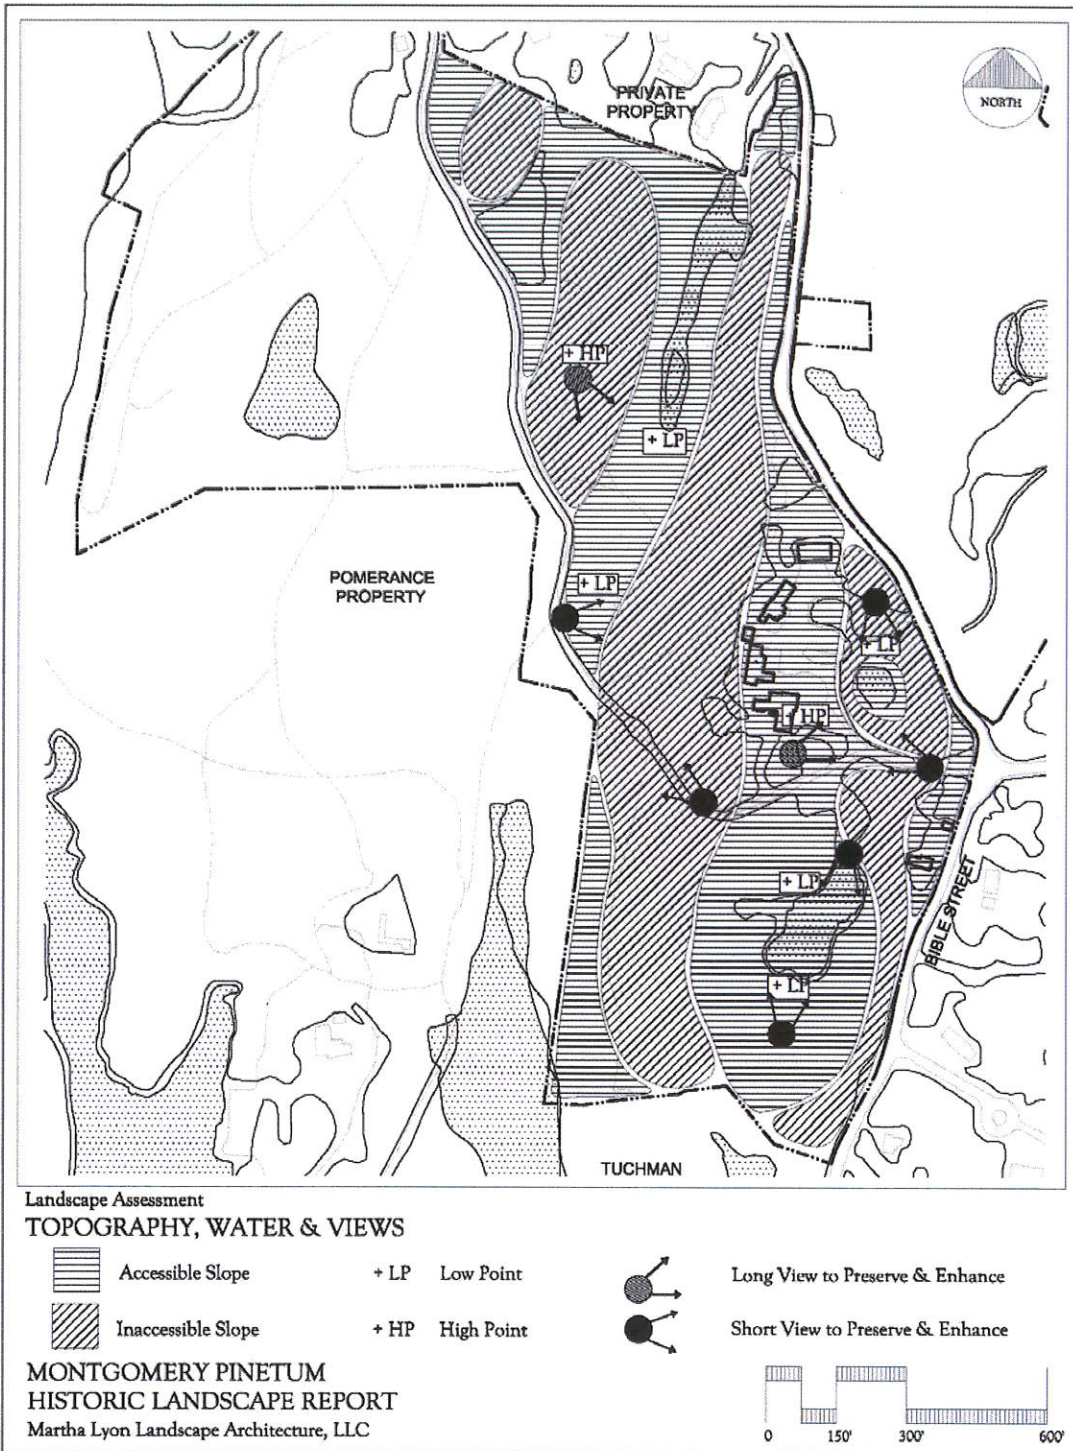 PRIVATE
PROPERTY
NORTH
+ HP
+ LP
POMERANCE
PROPERTY
+ LP
+ LP
+ HP
+ LP
BIBLE STREET
+ LP
TUCHMAN
Landscape Assessment
TOPOGRAPHY, WATER & VIEWS
Accessible Slope
+ LP Low Point
Long View to Preserve & Enhance
Inaccessible Slope
+ HP High Point
Short View to Preserve & Enhance
MONTGOMERY PINETUM
HISTORIC LANDSCAPE REPORT
Martha Lyon Landscape Architecture, LLC
0 150' 300' 600'